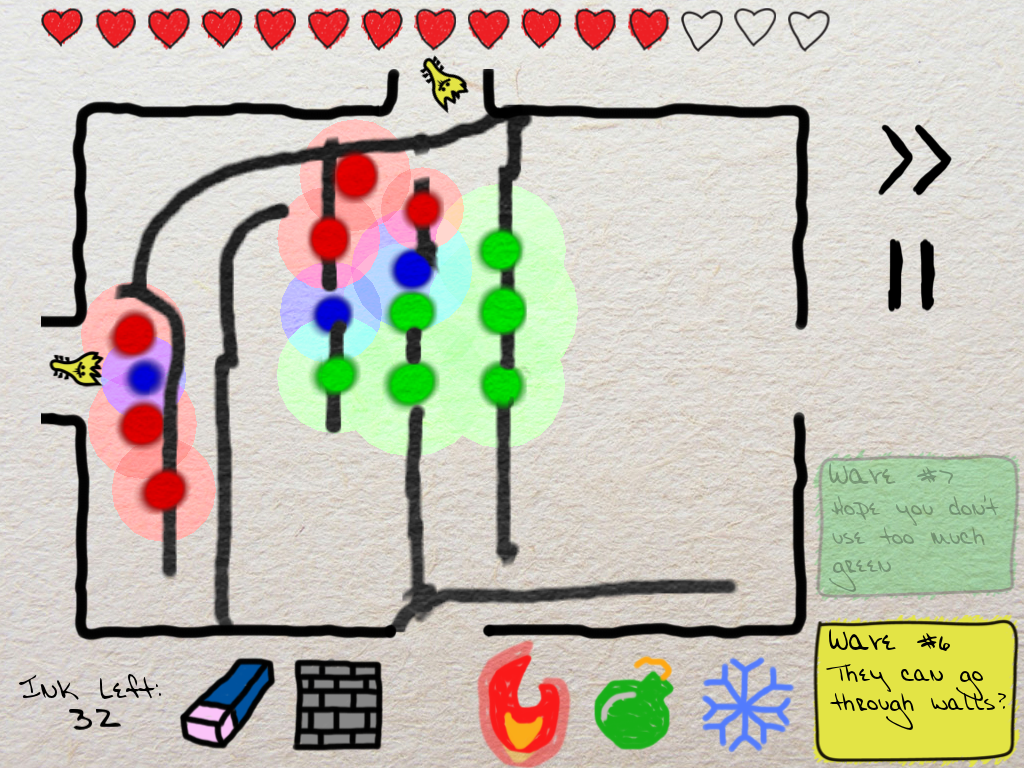 Wave #7
Hope you don't
use too much
green
Wave #6
They can go
through walls?
Ink Left:
32